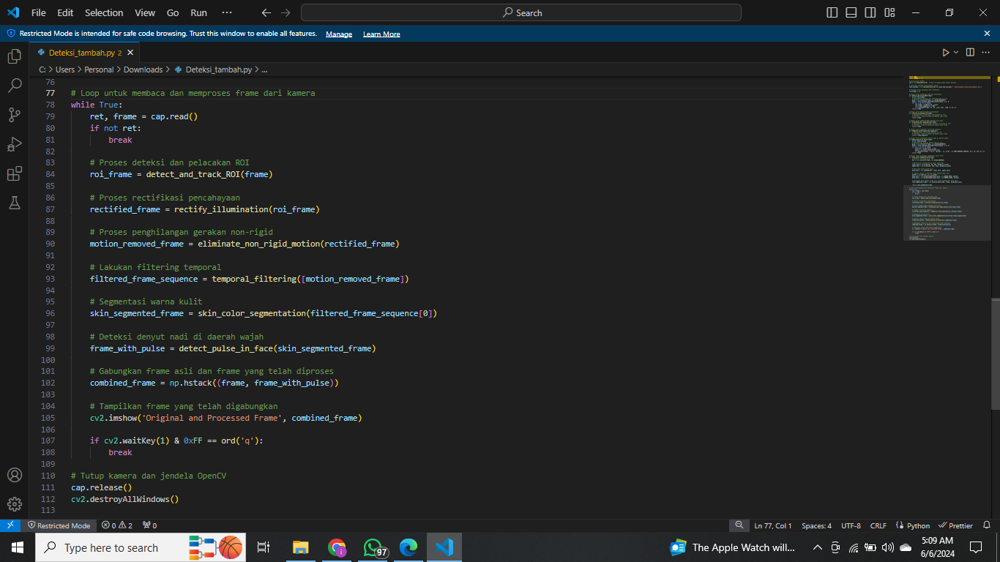 File Edit Selection View Go Run ··· Search
Restricted Mode is intended for safe code browsing. Trust this window to enable all features. Manage Learn More
Deteksi_tambah.py 2
C: > Users > Personal > Downloads > Deteksi_tambah.py > ...
76
77 # Loop untuk membaca dan memproses frame dari kamera
78 while True:
79 ret, frame = cap.read()
80 if not ret:
81 break
82
83 # Proses deteksi dan pelacakan ROI
84 roi_frame = detect_and_track_ROI(frame)
85
86 # Proses rectifikasi pencahayaan
87 rectified_frame = rectify_illumination(roi_frame)
88
89 # Proses penghilangan gerakan non-rigid
90 motion_removed_frame = eliminate_non_rigid_motion(rectified_frame)
91
92 # Lakukan filtering temporal
93 filtered_frame_sequence = temporal_filtering([motion_removed_frame])
94
95 # Segmentasi warna kulit
96 skin_segmented_frame = skin_color_segmentation(filtered_frame_sequence[0])
97
98 # Deteksi denyut nadi di daerah wajah
99 frame_with_pulse = detect_pulse_in_face(skin_segmented_frame)
100
101 # Gabungkan frame asli dan frame yang telah diproses
102 combined_frame = np.hstack((frame, frame_with_pulse))
103
104 # Tampilkan frame yang telah digabungkan
105 cv2.imshow('Original and Processed Frame', combined_frame)
106
107 if cv2.waitKey(1) & 0xFF == ord('q'):
108 break
109
110 # Tutup kamera dan jendela OpenCV
111 cap.release()
112 cv2.destroyAllWindows()
113
Restricted Mode 0 2 0 Ln 77, Col 1 Spaces: 4 UTF-8 CRLF Python Prettier
Type here to search 97 The Apple Watch will... 5:09 AM
6/6/2024